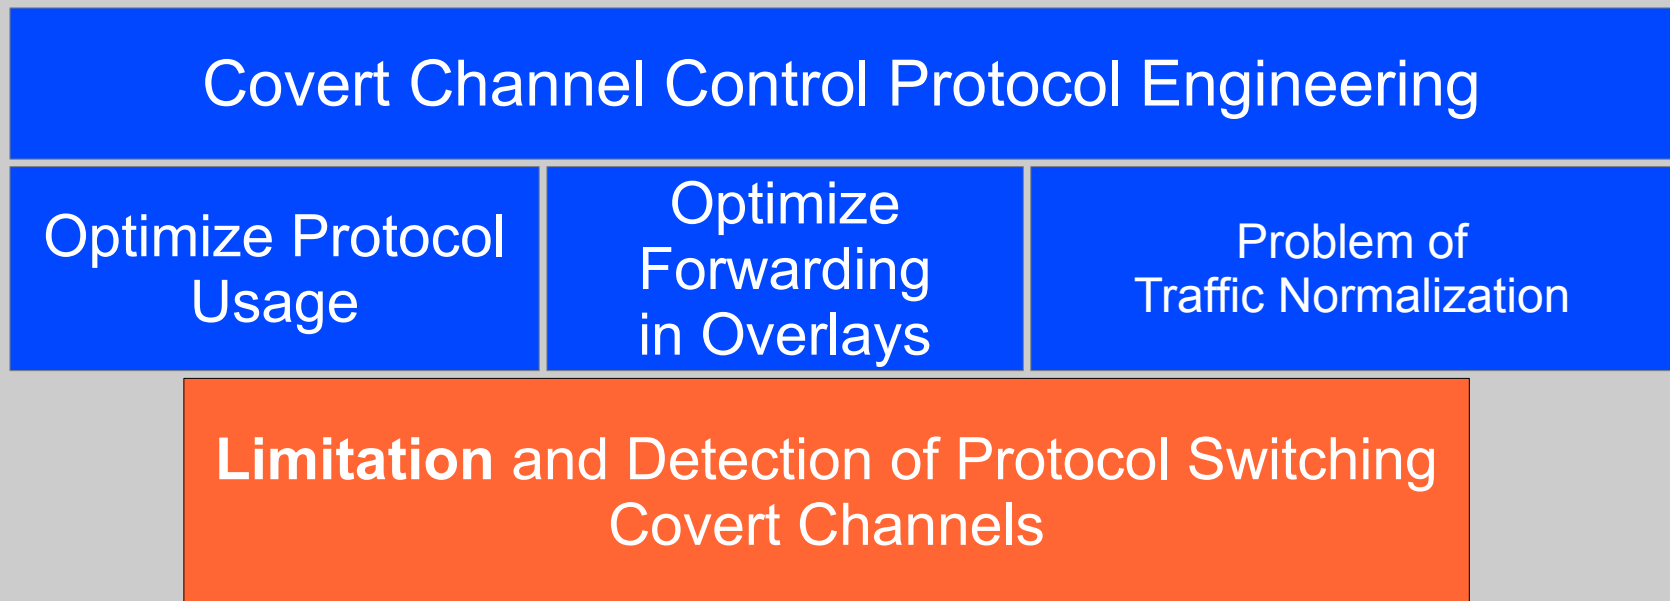 Covert Channel Control Protocol Engineering
Optimize Protocol
Usage
Optimize
Forwarding
in Overlays
Problem of
Traffic Normalization
Limitation and Detection of Protocol Switching
Covert Channels